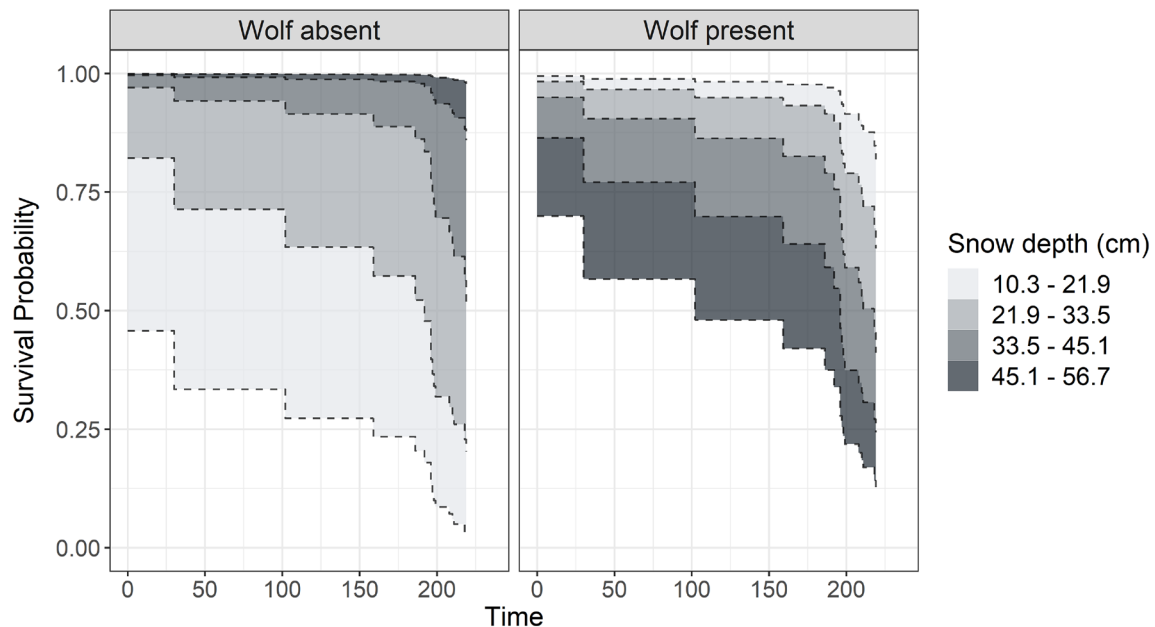 Wolf absent
Wolf present
Survival Probability
1.00
0.75
0.50
0.25
0.00
0 50 100 150 200
0 50 100 150 200
Time
Snow depth (cm)
10.3 - 21.9
21.9 - 33.5
33.5 - 45.1
45.1 - 56.7